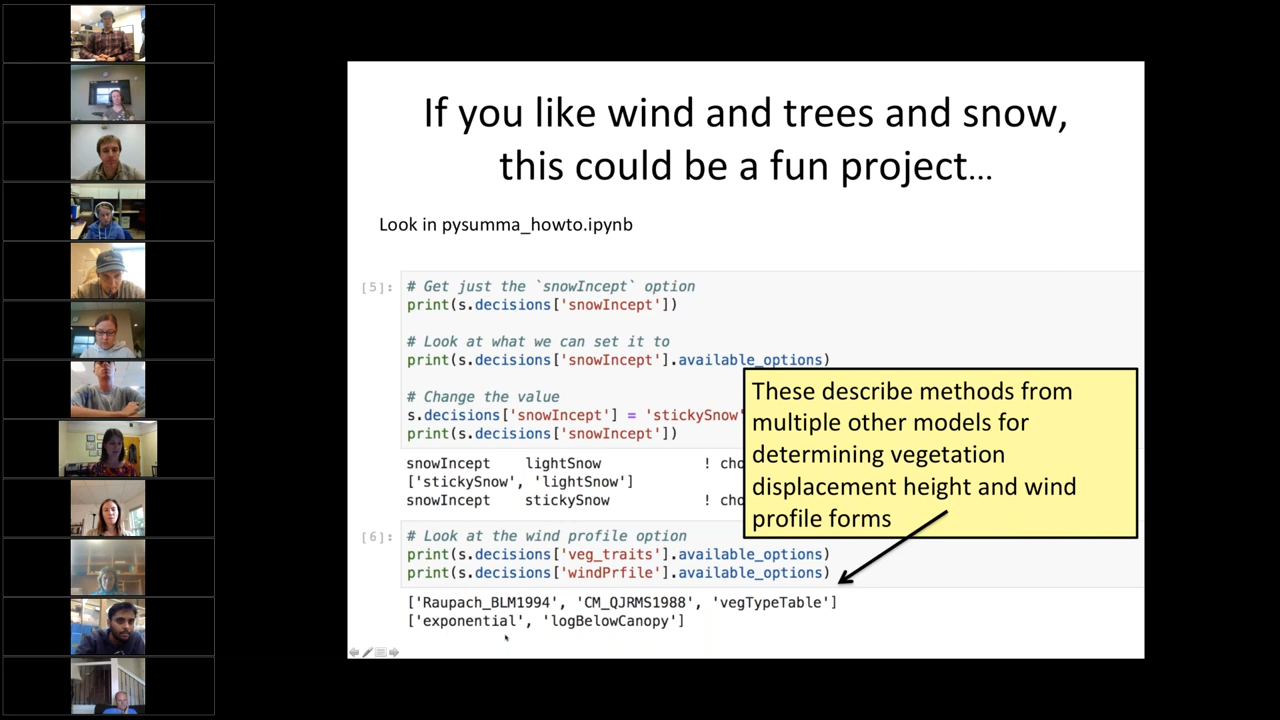 If you like wind and trees and snow,
this could be a fun project...
Look in pysumma_howto.ipynb
[5]:
# Get just the `snowIncept` option
print(s.decisions['snowIncept'])
# Look at what we can set it to
print(s.decisions['snowIncept'].available_options)
# Change the value
s.decisions['snowIncept'] = 'stickySnow'
print(s.decisions['snowIncept'])
snowIncept lightSnow ! cho
['stickySnow', 'lightSnow']
snowIncept stickySnow ! cho
These describe methods from
multiple other models for
determining vegetation
displacement height and wind
profile forms
[6]:
# Look at the wind profile option
print(s.decisions['veg_traits'].available_options)
print(s.decisions['windPrfile'].available_options)
['Raupach_BLM1994', 'CM_QJRMS1988', 'vegTypeTable']
['exponential', 'logBelowCanopy']